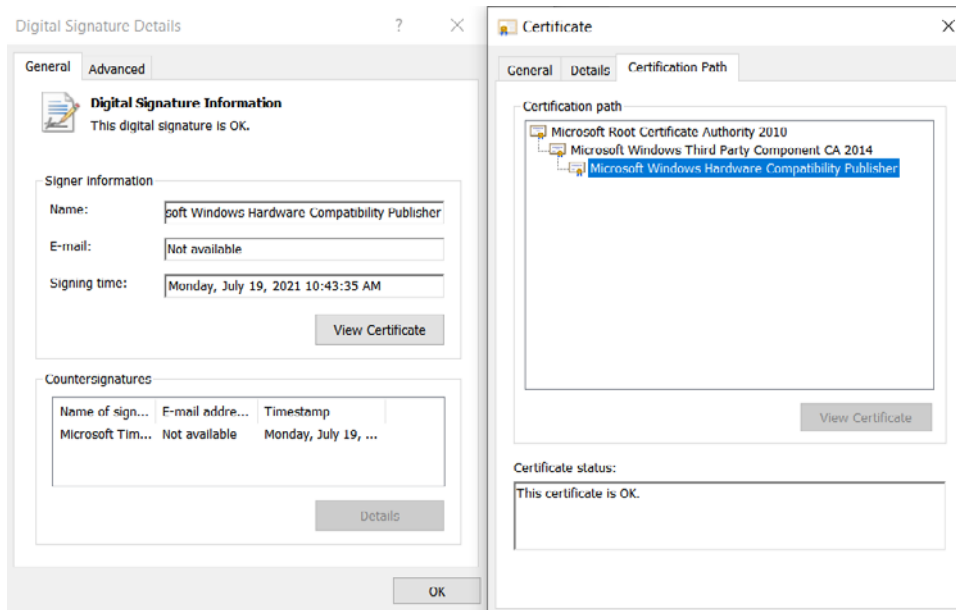 Digital Signature Details
?
General
Advanced
Digital Signature Information
This digital signature is OK.
Signer information
Name:
soft Windows Hardware Compatibility Publisher
E-mail:
Not available
Signing time:
Monday, July 19, 2021 10:43:35 AM
View Certificate
Countersignatures
Name of sign... E-mail addre... Timestamp
Microsoft Tim... Not available Monday, July 19, ...
Details
OK
Certificate
General
Details
Certification Path
Certification path
Microsoft Root Certificate Authority 2010
Microsoft Windows Third Party Component CA 2014
Microsoft Windows Hardware Compatibility Publisher
View Certificate
Certificate status:
This certificate is OK.